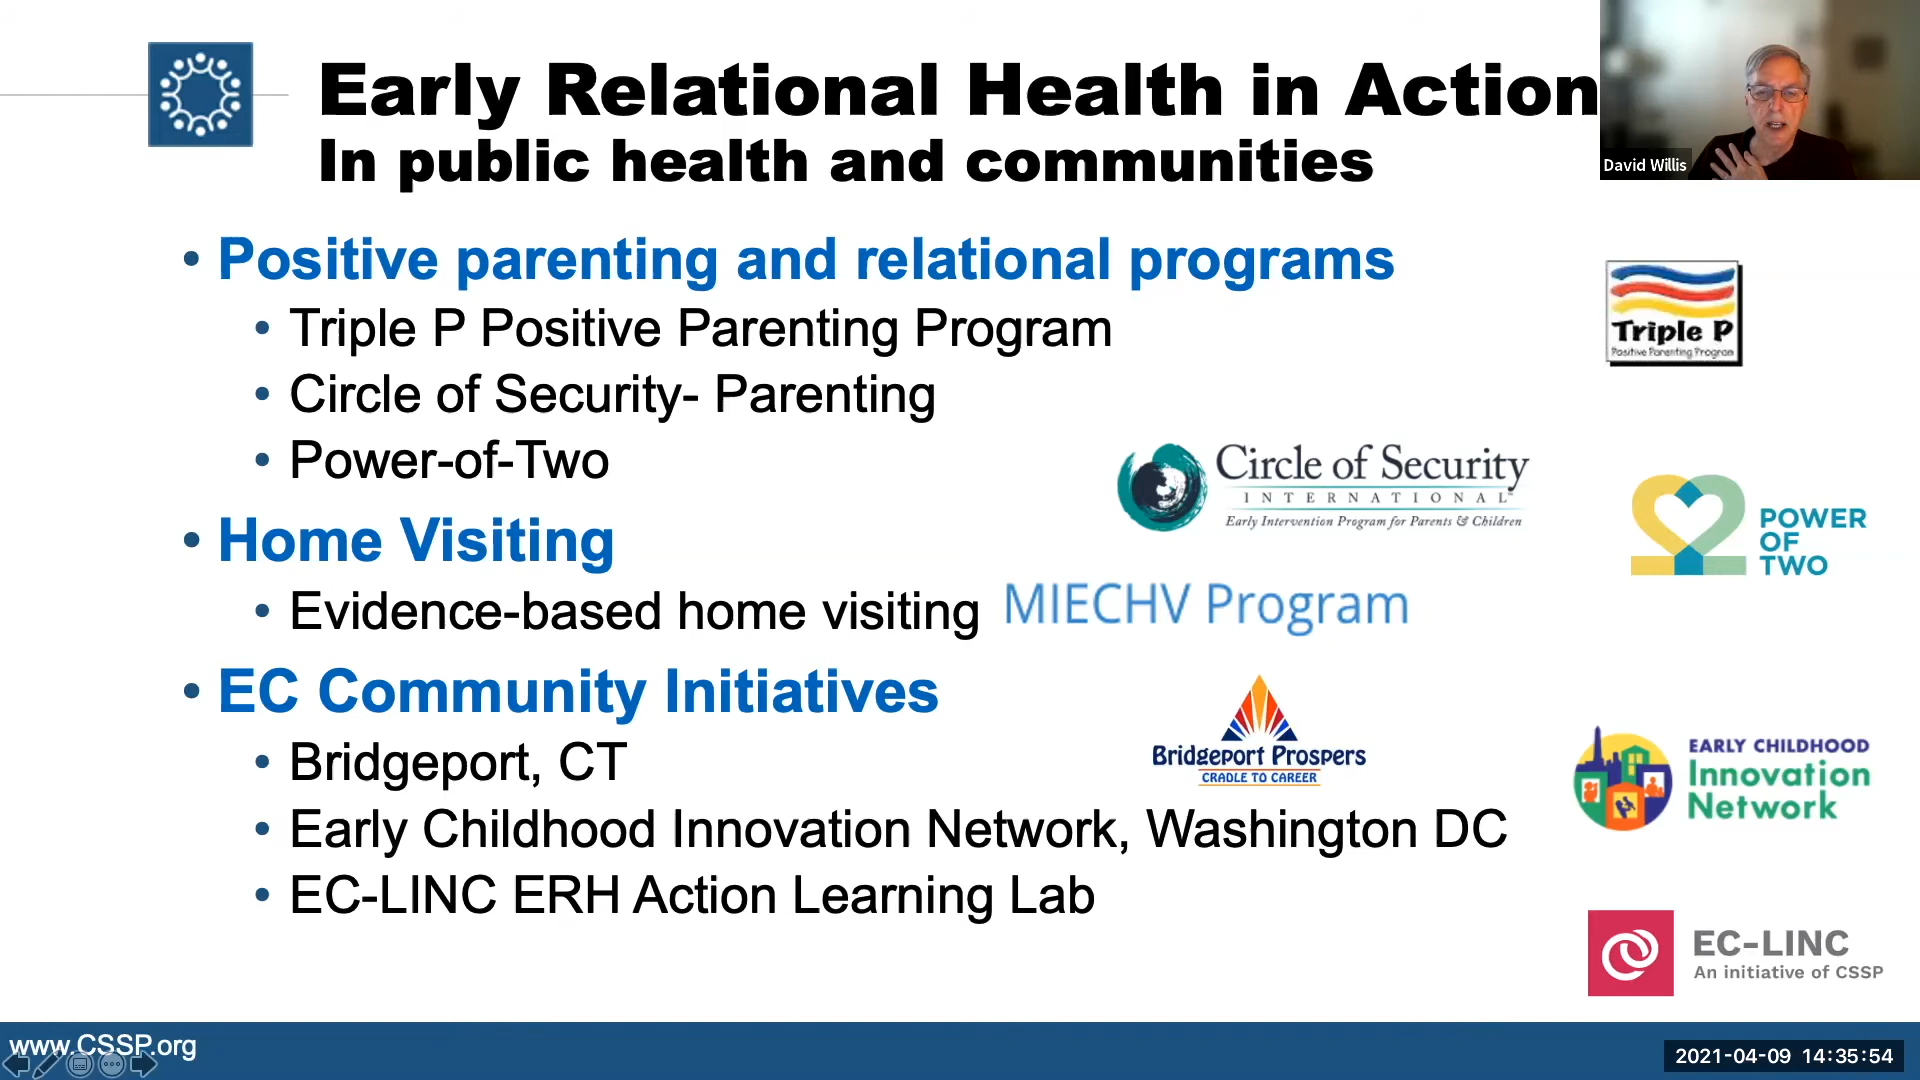 Early Relational Health in Action
In public health and communities
David Willis
• Positive parenting and relational programs
• Triple P Positive Parenting Program
• Circle of Security- Parenting
• Power-of-Two
• Home Visiting
• Evidence-based home visiting
• EC Community Initiatives
• Bridgeport, CT
• Early Childhood Innovation Network, Washington DC
• EC-LINC ERH Action Learning Lab
Triple P
Positive Parenting Program
Circle of Security
INTERNATIONAL™
Early Intervention Program for Parents & Children
POWER
OF
TWO
MIECHV Program
Bridgeport Prospers
CRADLE TO CAREER
EARLY CHILDHOOD
Innovation
Network
EC-LINC
An initiative of CSSP
www.CSSP.org
2021-04-09 14:35:54